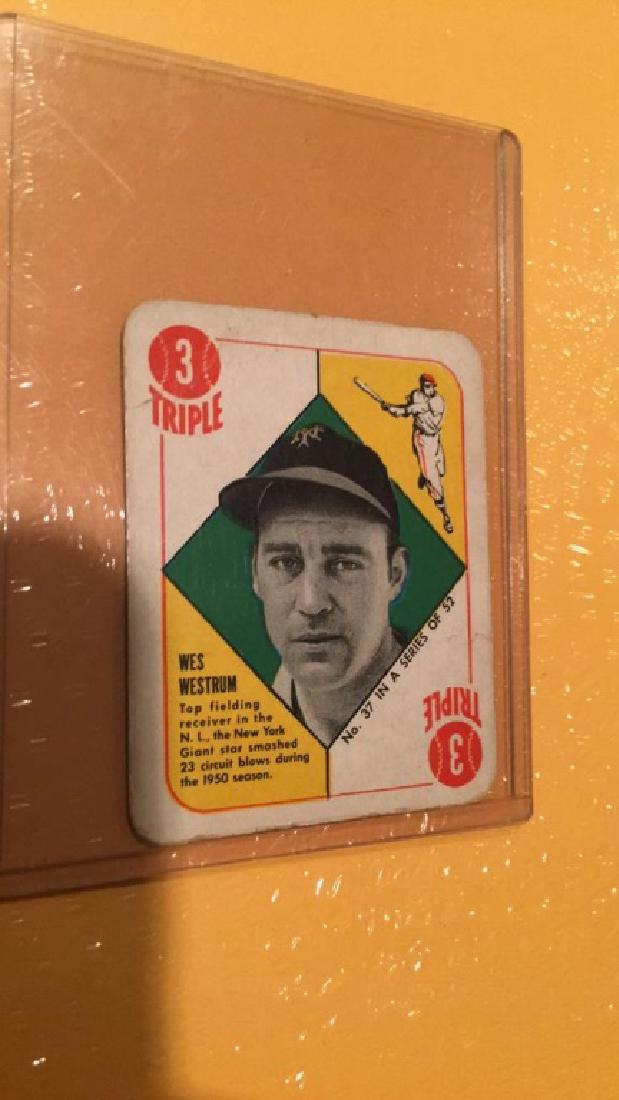 3
TRIPLE
NY
WES
WESTRUM
Top fielding
receiver in the
N. L., the New York
Giant star smashed
23 circuit blows during
the 1950 season.
No. 37 IN A SERIES OF 52
TRIPLE
3